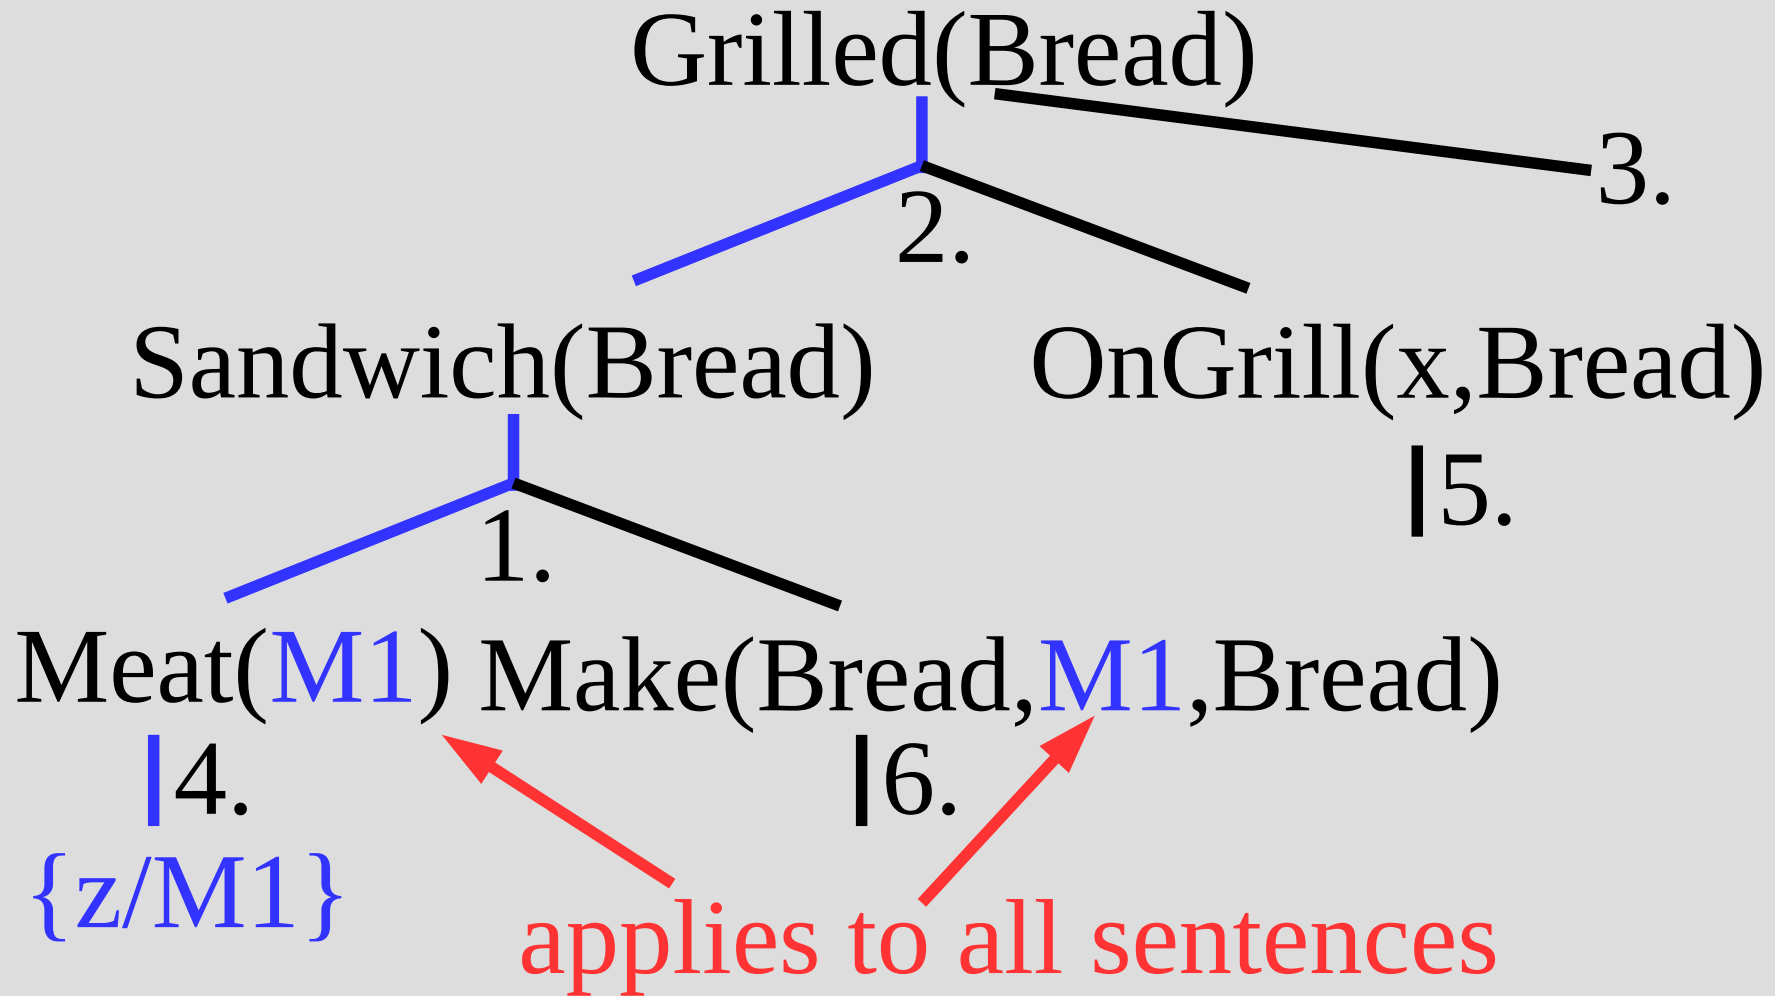 Grilled(Bread)
3.
2.
Sandwich(Bread) OnGrill(x,Bread)
5.
1.
Meat(M1) Make(Bread,M1,Bread)
4. 6.
{z/M1}
applies to all sentences